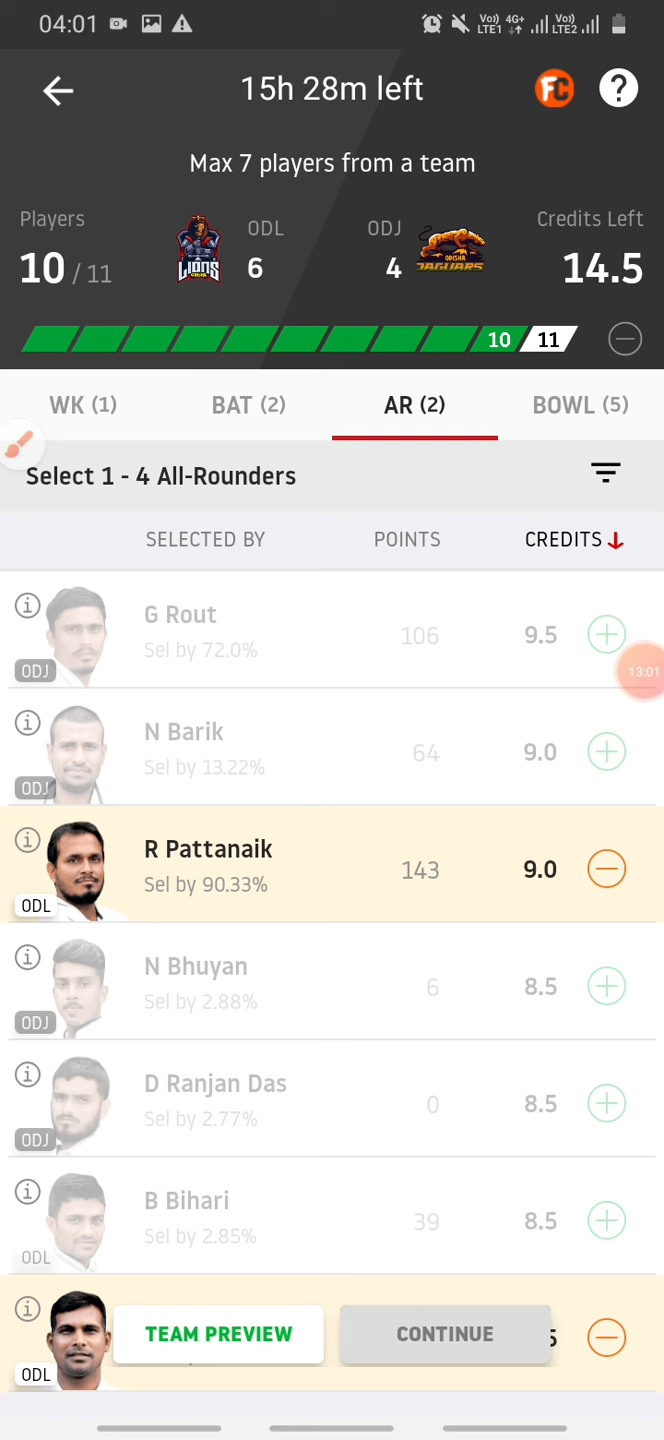 04:01 Vo) LTE1 4G+ Vo) LTE2
15h 28m left FC ?
Max 7 players from a team
Players ODL ODJ Credits Left
10 / 11 LIONS 6 4 ODISHA JAGUARS 14.5
10 11
WK (1) BAT (2) AR (2) BOWL (5)
Select 1 - 4 All-Rounders
SELECTED BY POINTS CREDITS
G Rout
Sel by 72.0% 106 9.5
ODJ
13:01
N Barik
Sel by 13.22% 64 9.0
ODJ
R Pattanaik
Sel by 90.33% 143 9.0
ODL
N Bhuyan
Sel by 2.88% 6 8.5
ODJ
D Ranjan Das
Sel by 2.77% 0 8.5
ODJ
B Bihari
Sel by 2.85% 39 8.5
ODL
TEAM PREVIEW CONTINUE 5
ODL